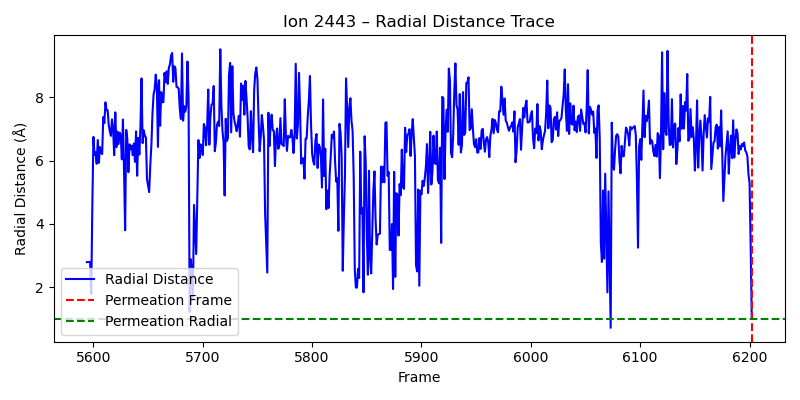 Ion 2443 – Radial Distance Trace
Radial Distance (Å)
8
6
4
2
Radial Distance
Permeation Frame
Permeation Radial
5600 5700 5800 5900 6000 6100 6200
Frame